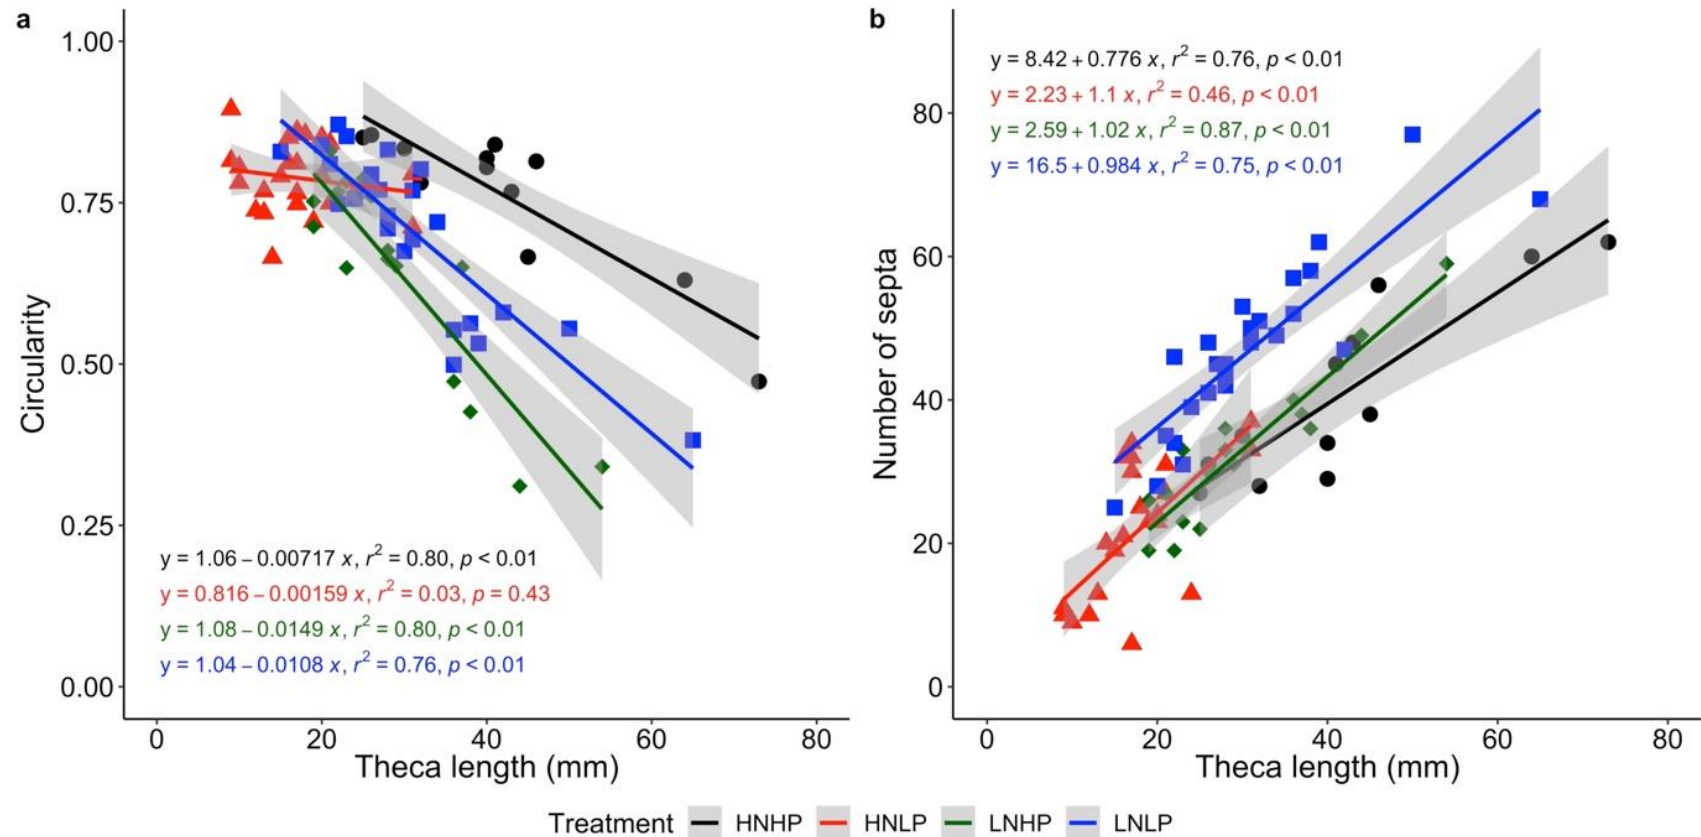 a
1.00
0.75
0.50
0.25
0.00
Circularity
y = 1.06 – 0.00717 x, r² = 0.80, p < 0.01
y = 0.816 – 0.00159 x, r² = 0.03, p = 0.43
y = 1.08 – 0.0149 x, r² = 0.80, p < 0.01
y = 1.04 – 0.0108 x, r² = 0.76, p < 0.01
0 20 40 60 80
Theca length (mm)
b
y = 8.42 + 0.776 x, r² = 0.76, p < 0.01
y = 2.23 + 1.1 x, r² = 0.46, p < 0.01
y = 2.59 + 1.02 x, r² = 0.87, p < 0.01
y = 16.5 + 0.984 x, r² = 0.75, p < 0.01
80
60
40
20
0
Number of septa
0 20 40 60 80
Theca length (mm)
Treatment HNHP HNLP LNHP LNLP